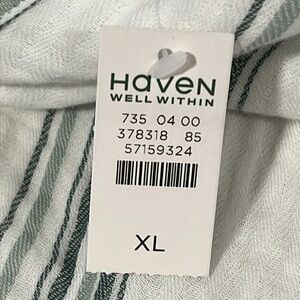 HaVeN
WELL WITHIN
735 04 00
378318 85
57159324
XL